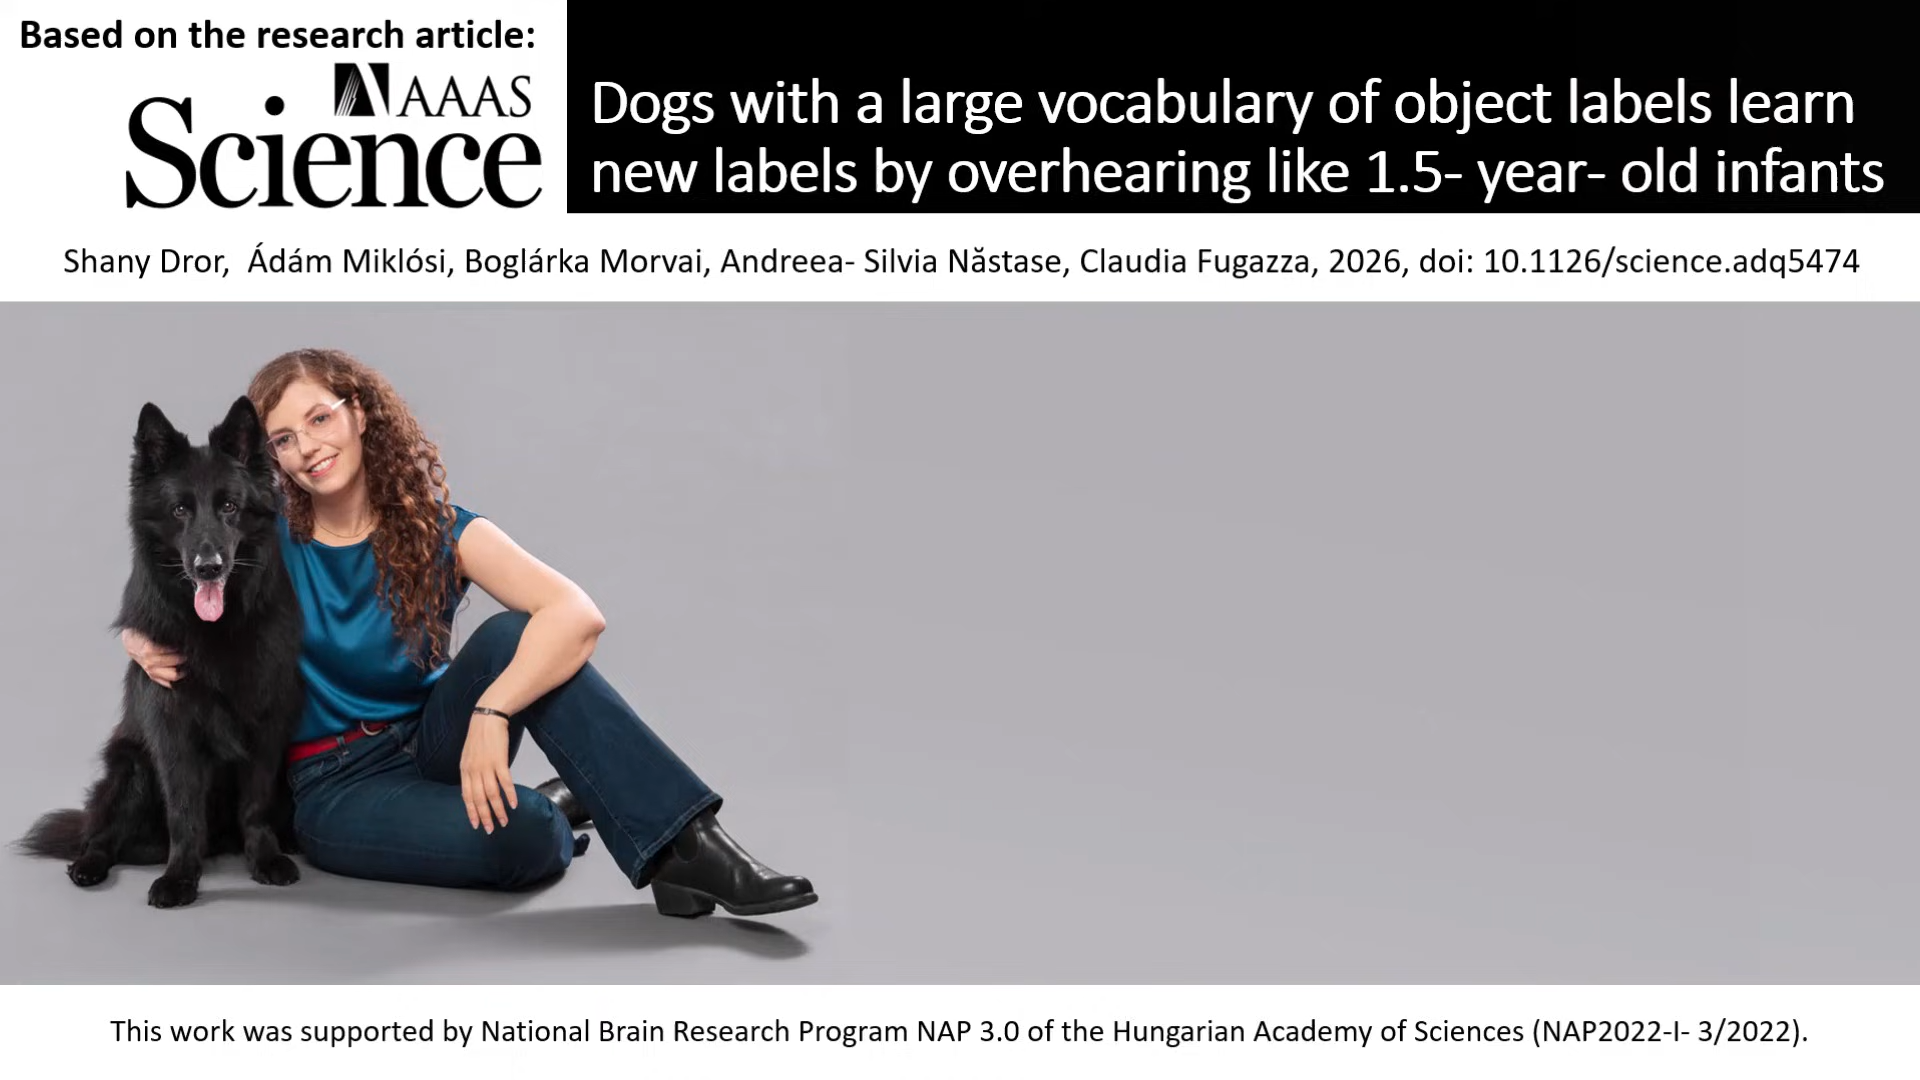 Based on the research article:
AAAS
Science
Dogs with a large vocabulary of object labels learn
new labels by overhearing like 1.5- year- old infants
Shany Dror,  Ádám Miklósi, Boglárka Morvai, Andreea- Silvia Năstase, Claudia Fugazza, 2026, doi: 10.1126/science.adq5474
This work was supported by National Brain Research Program NAP 3.0 of the Hungarian Academy of Sciences (NAP2022-I- 3/2022).